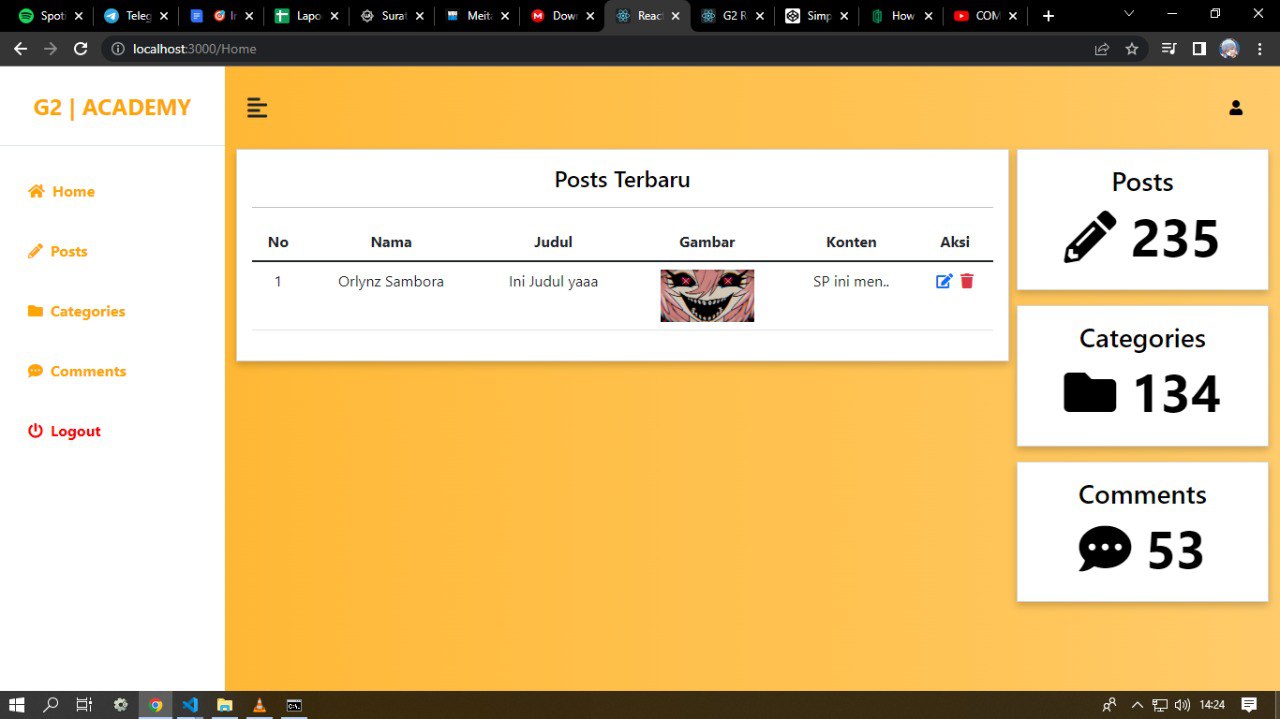 Spot
Teleg
Ir
Lapo
Surat
Meita
Dow
Reac
G2 R
Simp
How
COM
localhost:3000/Home
G2 | ACADEMY
Home
Posts
Categories
Comments
Logout
Posts Terbaru
No Nama Judul Gambar Konten Aksi
1 Orlynz Sambora Ini Judul yaaa SP ini men..
Posts
235
Categories
134
Comments
53
14:24